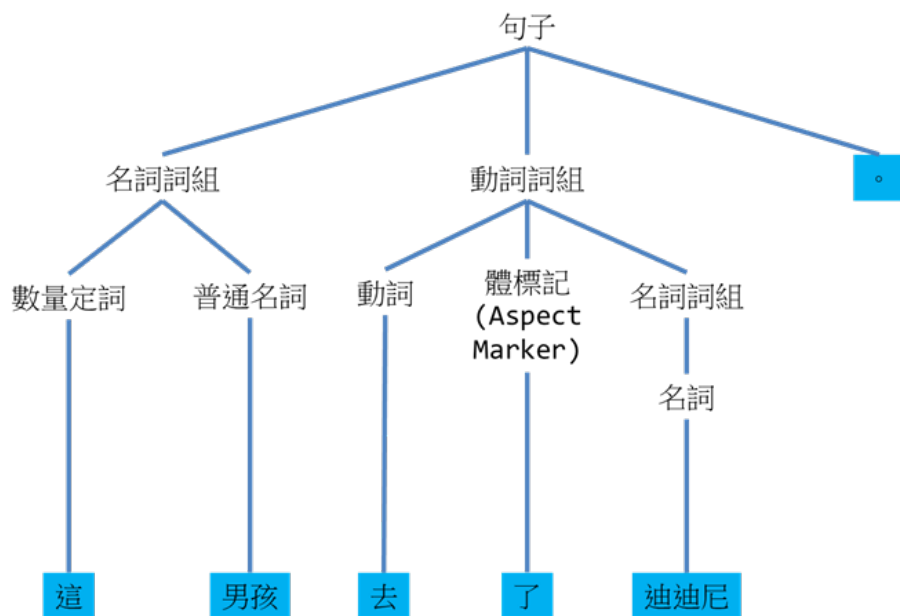 句子
名詞詞組
動詞詞組
。
數量定詞
普通名詞
動詞
體標記
(Aspect
Marker)
名詞詞組
名詞
這
男孩
去
了
迪迪尼